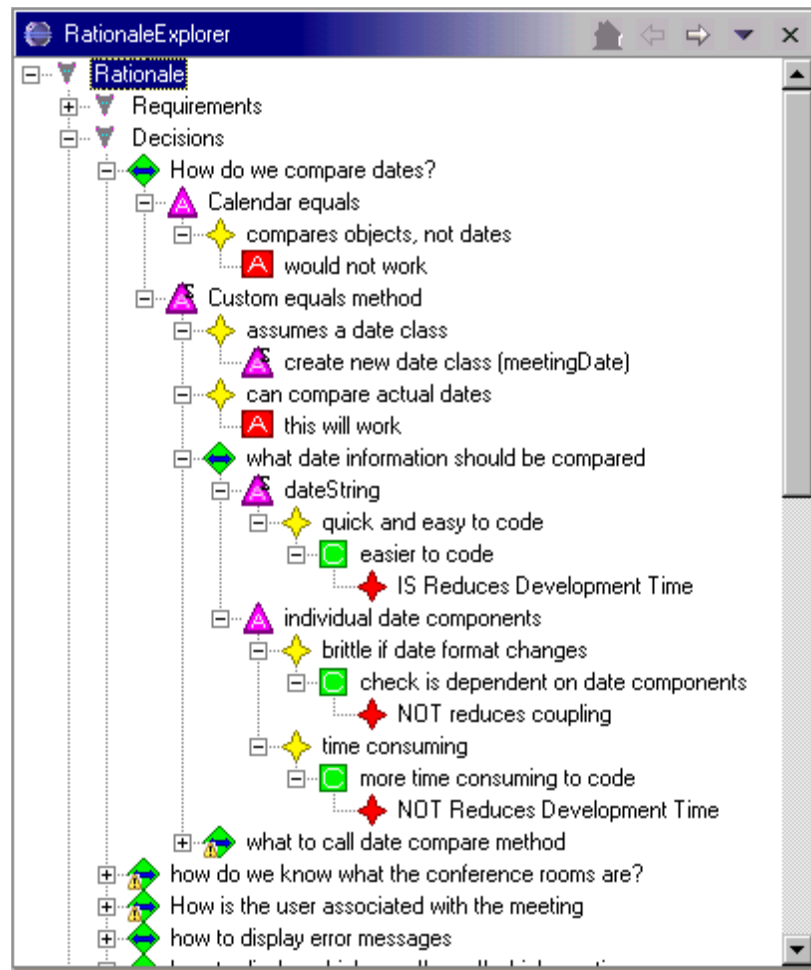 RationaleExplorer
Rationale
Requirements
Decisions
How do we compare dates?
A Calendar equals
compares objects, not dates
A would not work
A S Custom equals method
assumes a date class
A S create new date class (meetingDate)
can compare actual dates
A this will work
what date information should be compared
A S dateString
quick and easy to code
C easier to code
IS Reduces Development Time
A individual date components
brittle if date format changes
C check is dependent on date components
NOT reduces coupling
time consuming
C more time consuming to code
NOT Reduces Development Time
what to call date compare method
how do we know what the conference rooms are?
How is the user associated with the meeting
how to display error messages